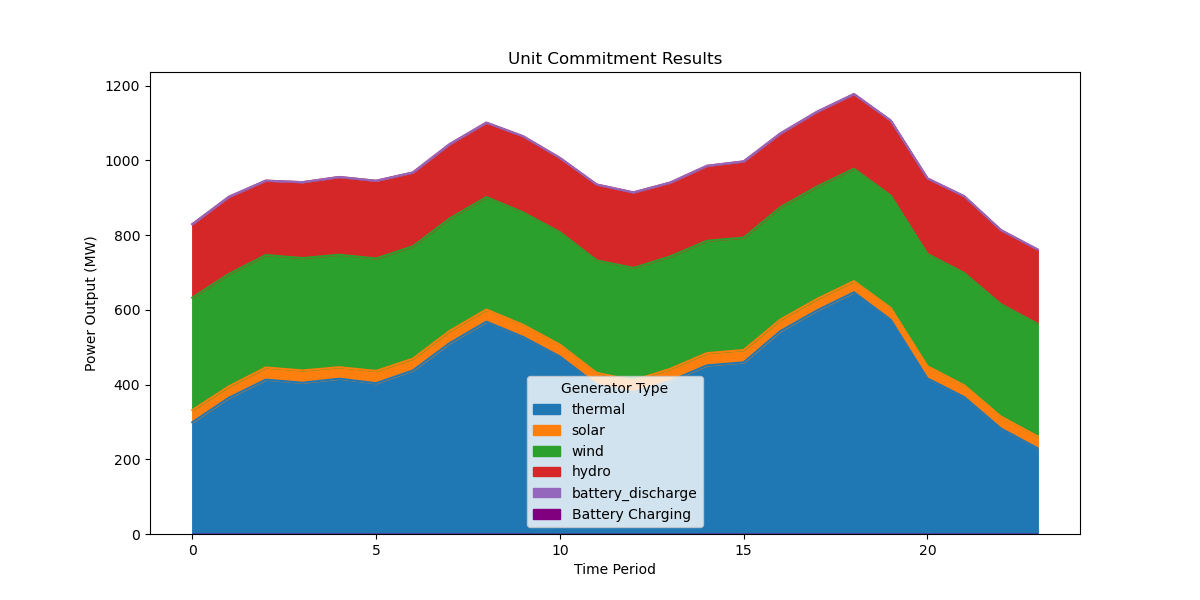 Unit Commitment Results
1200
1000
800
600
400
200
0
Power Output (MW)
Generator Type
thermal
solar
wind
hydro
battery_discharge
Battery Charging
0 5 10 15 20
Time Period